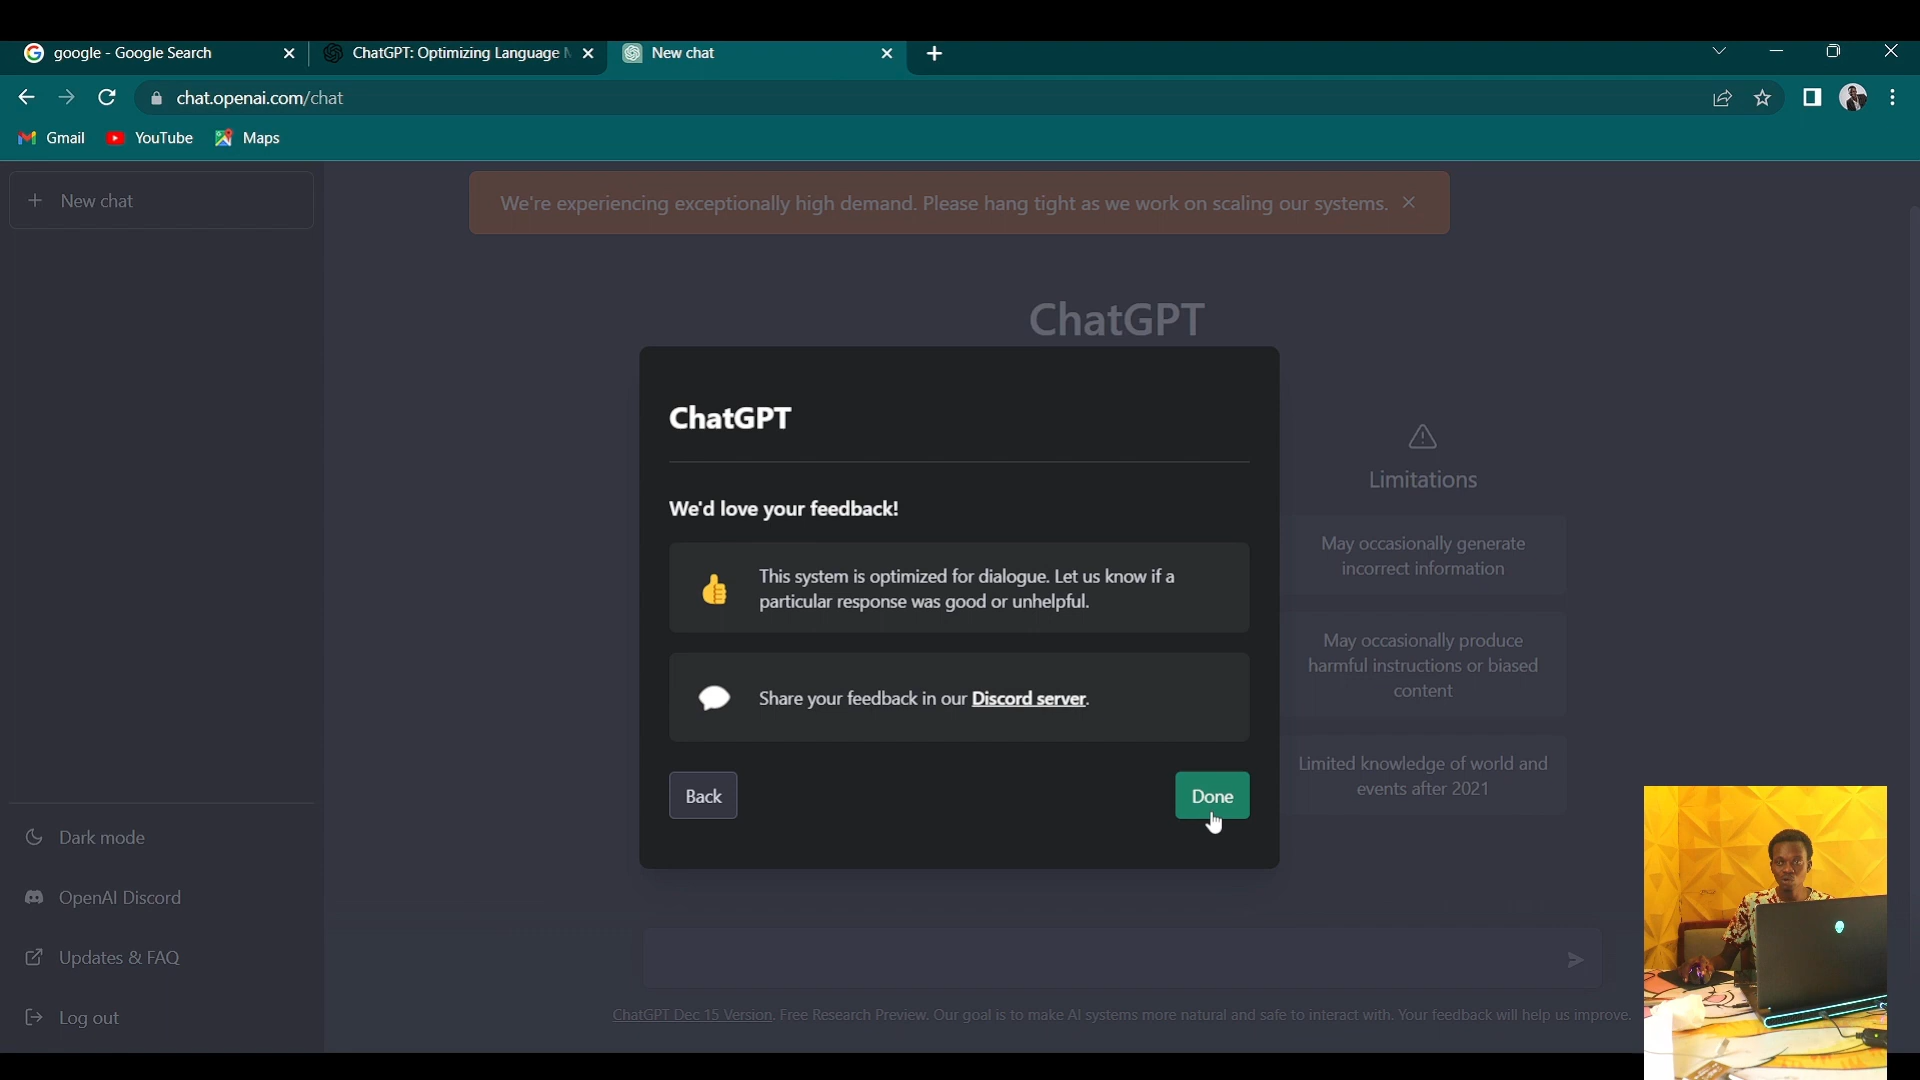 google - Google Search
ChatGPT: Optimizing Language
New chat
chat.openai.com/chat
Gmail
YouTube
Maps
New chat
We're experiencing exceptionally high demand. Please hang tight as we work on scaling our systems.
ChatGPT
ChatGPT
We'd love your feedback!
This system is optimized for dialogue. Let us know if a
particular response was good or unhelpful.
Share your feedback in our Discord server.
Back
Done
Limitations
May occasionally generate
incorrect information
May occasionally produce
harmful instructions or biased
content
Limited knowledge of world and
events after 2021
Dark mode
OpenAI Discord
Updates & FAQ
Log out
ChatGPT Dec 15 Version. Free Research Preview. Our goal is to make AI systems more natural and safe to interact with. Your feedback will help us improve.